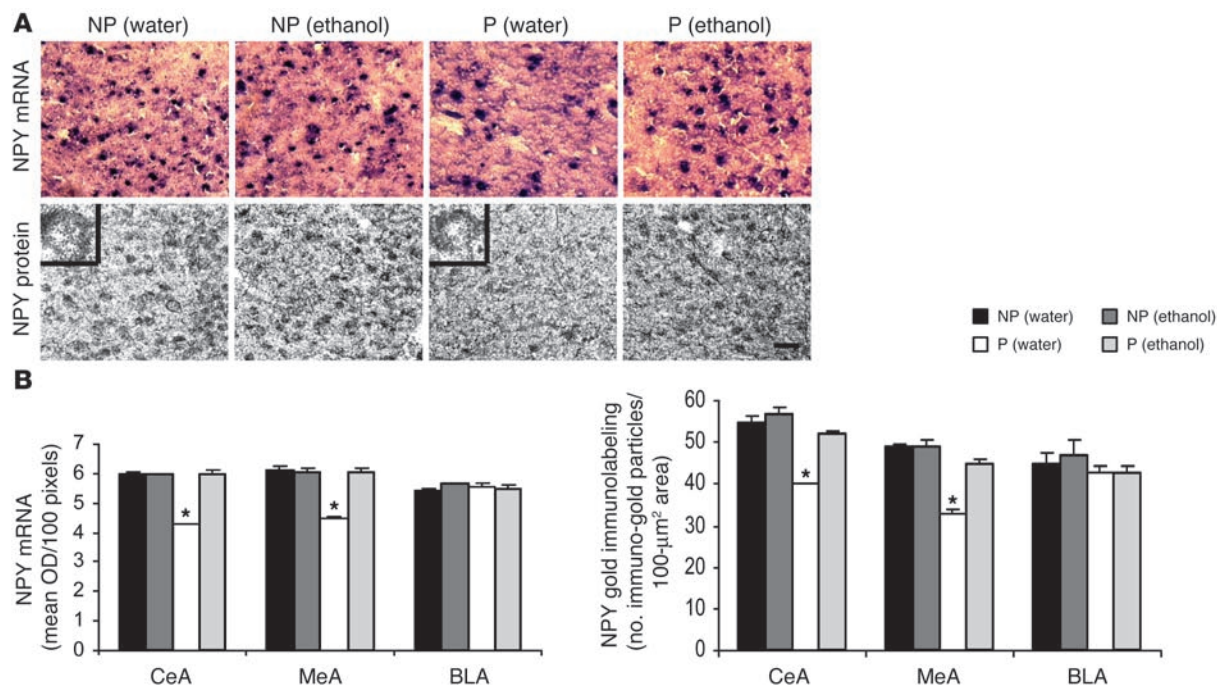 A
NP (water)
NP (ethanol)
P (water)
P (ethanol)
NPY mRNA
NPY protein
NP (water)
NP (ethanol)
P (water)
P (ethanol)
B
NPY mRNA
(mean OD/100 pixels)
7
6
5
4
3
2
1
0
*
*
CeA
MeA
BLA
NPY gold immunolabeling
(no. immuno-gold particles/
100-μm² area)
60
50
40
30
20
10
0
*
*
CeA
MeA
BLA